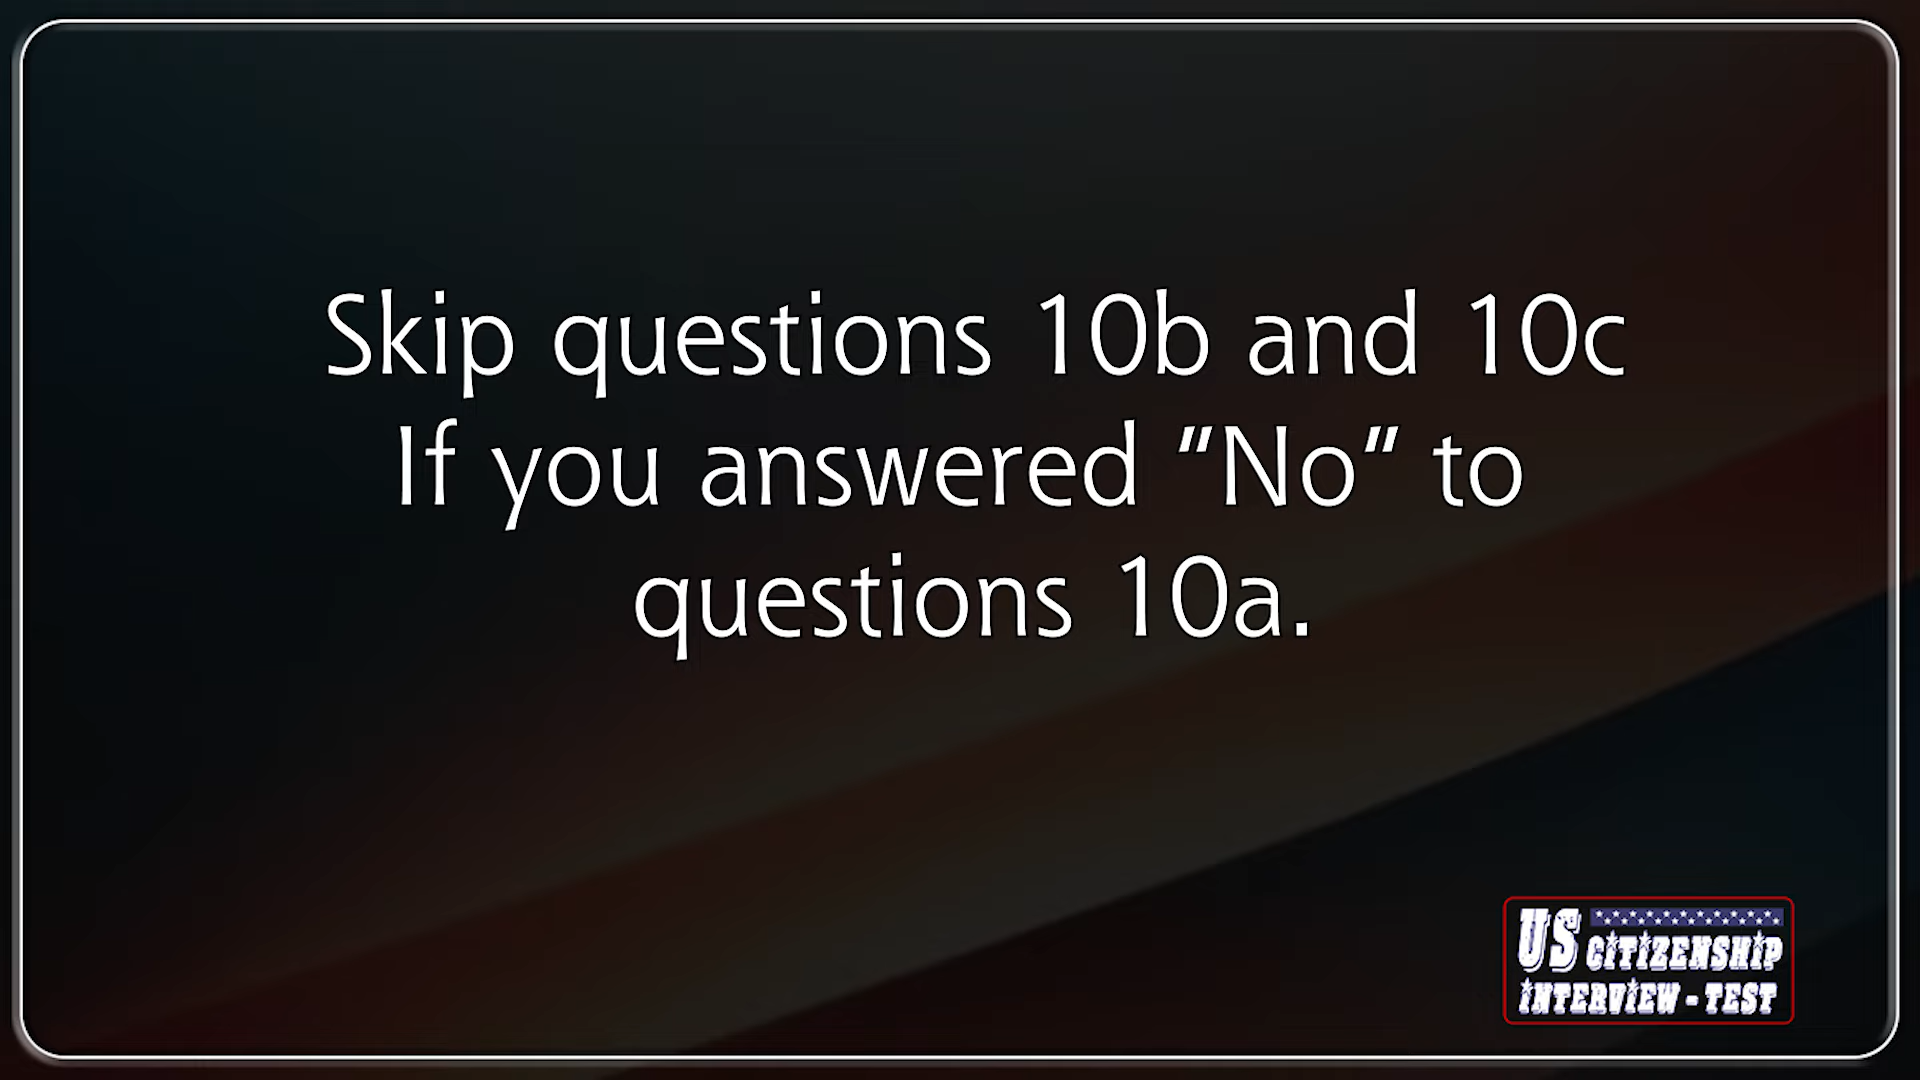 Skip questions 10b and 10c
If you answered "No" to
questions 10a.
US CITIZENSHIP
INTERVIEW - TEST